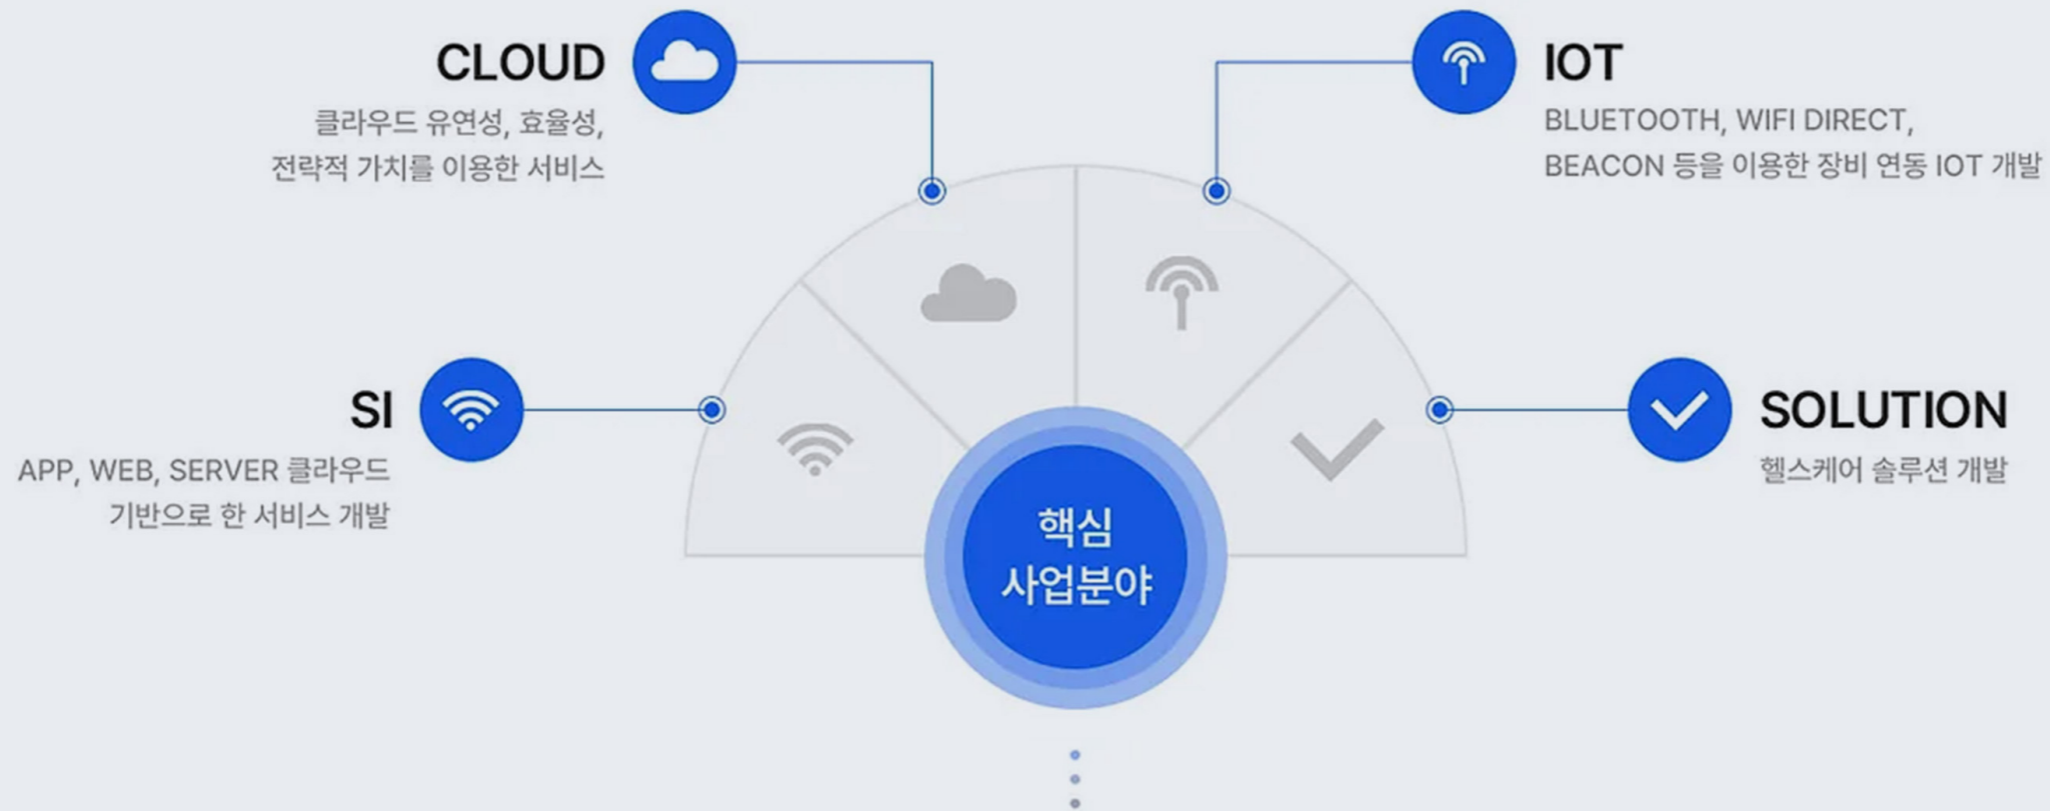 CLOUD
클라우드 유연성, 효율성,
전략적 가치를 이용한 서비스
IOT
BLUETOOTH, WIFI DIRECT,
BEACON 등을 이용한 장비 연동 IOT 개발
SI
APP, WEB, SERVER 클라우드
기반으로 한 서비스 개발
SOLUTION
헬스케어 솔루션 개발
핵심
사업분야